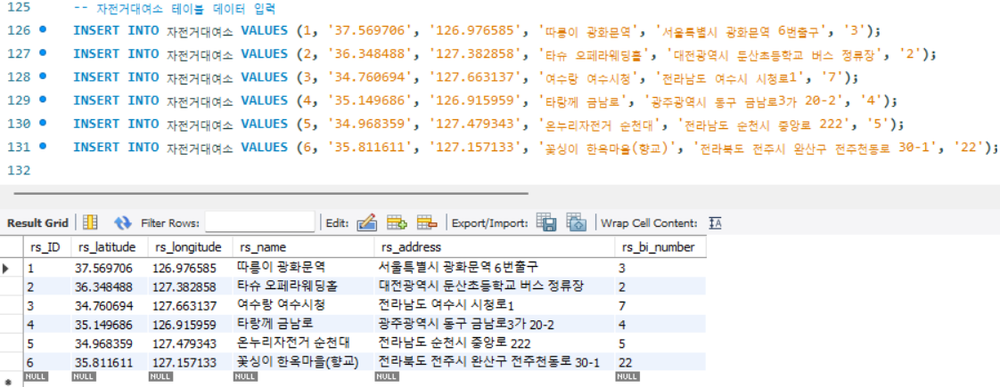 125 -- 자전거대여소 테이블 데이터 입력
126 INSERT INTO 자전거대여소 VALUES (1, '37.569706', '126.976585', '따릉이 광화문역', '서울특별시 광화문역 6번출구', '3');
127 INSERT INTO 자전거대여소 VALUES (2, '36.348488', '127.382858', '타슈 오페라웨딩홀', '대전광역시 둔산초등학교 버스 정류장', '2');
128 INSERT INTO 자전거대여소 VALUES (3, '34.760694', '127.663137', '여수랑 여수시청', '전라남도 여수시 시청로1', '7');
129 INSERT INTO 자전거대여소 VALUES (4, '35.149686', '126.915959', '타랑께 금남로', '광주광역시 동구 금남로3가 20-2', '4');
130 INSERT INTO 자전거대여소 VALUES (5, '34.968359', '127.479343', '온누리자전거 순천대', '전라남도 순천시 중앙로 222', '5');
131 INSERT INTO 자전거대여소 VALUES (6, '35.811611', '127.157133', '꽃싱이 한옥마을(향교)', '전라북도 전주시 완산구 전주천동로 30-1', '22');
132
Result Grid Filter Rows: Edit: Export/Import: Wrap Cell Content:
rs_ID rs_latitude rs_longitude rs_name rs_address rs_bi_number
1 37.569706 126.976585 따릉이 광화문역 서울특별시 광화문역 6번출구 3
2 36.348488 127.382858 타슈 오페라웨딩홀 대전광역시 둔산초등학교 버스 정류장 2
3 34.760694 127.663137 여수랑 여수시청 전라남도 여수시 시청로1 7
4 35.149686 126.915959 타랑께 금남로 광주광역시 동구 금남로3가 20-2 4
5 34.968359 127.479343 온누리자전거 순천대 전라남도 순천시 중앙로 222 5
6 35.811611 127.157133 꽃싱이 한옥마을(향교) 전라북도 전주시 완산구 전주천동로 30-1 22
NULL NULL NULL NULL NULL NULL